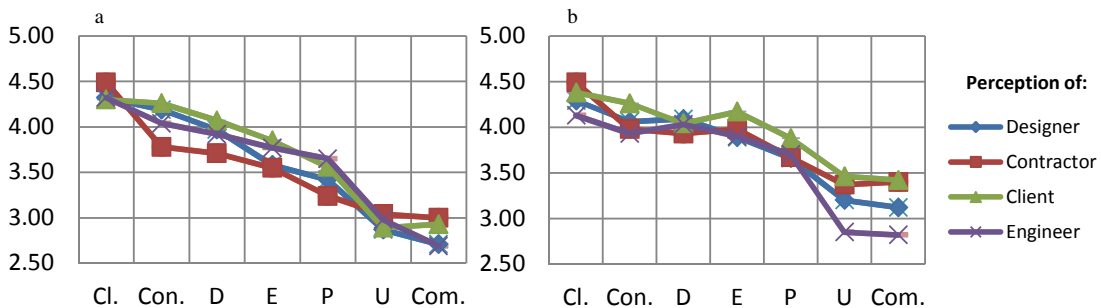 a
5.00
4.50
4.00
3.50
3.00
2.50
Cl. Con. D E P U Com.
b
5.00
4.50
4.00
3.50
3.00
2.50
Cl. Con. D E P U Com.
Perception of:
Designer
Contractor
Client
Engineer